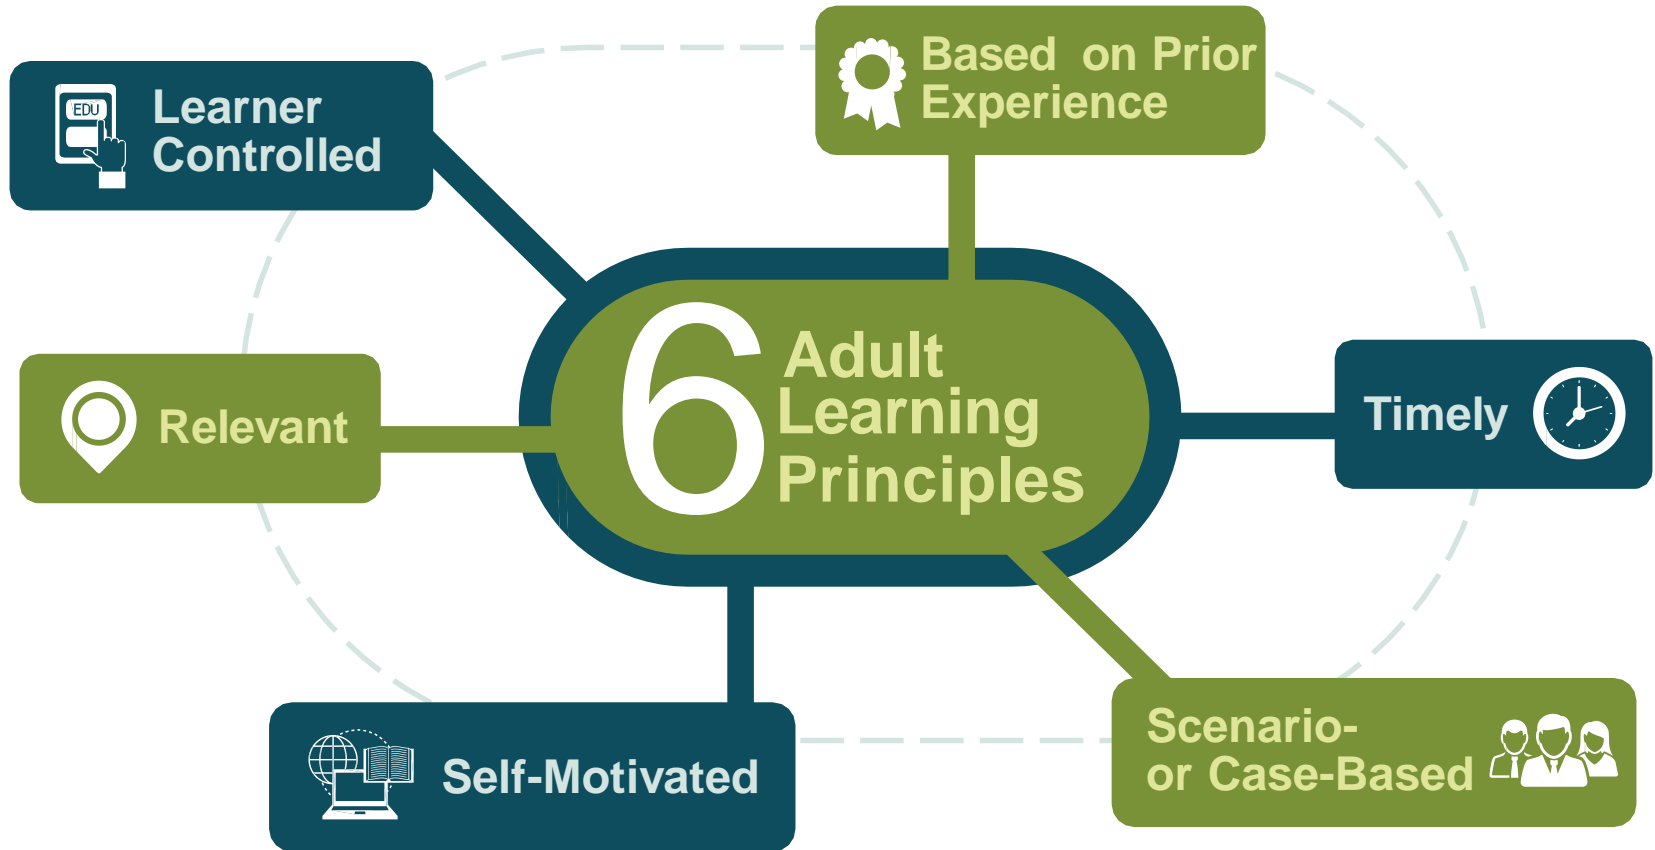 Based on Prior
Experience
Learner
Controlled
EDU
6
Adult
Learning
Principles
Timely
Relevant
Scenario-
or Case-Based
Self-Motivated